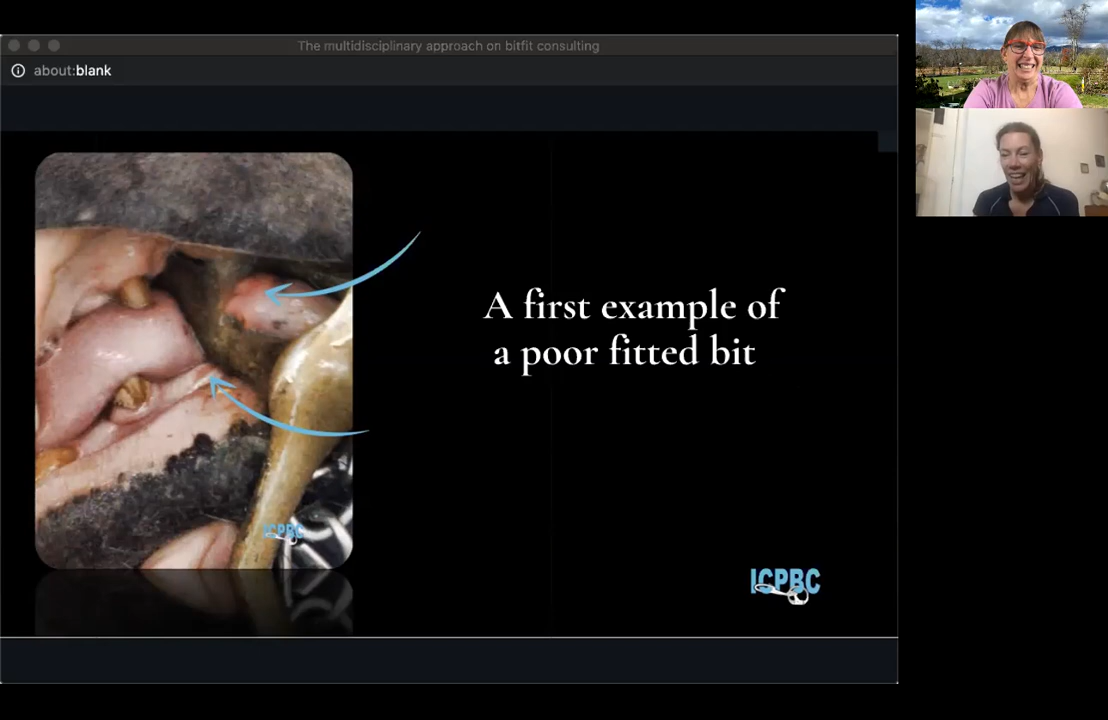 The multidisciplinary approach on bitfit consulting
about:blank
A first example of
a poor fitted bit
ICPBC
ICPBC